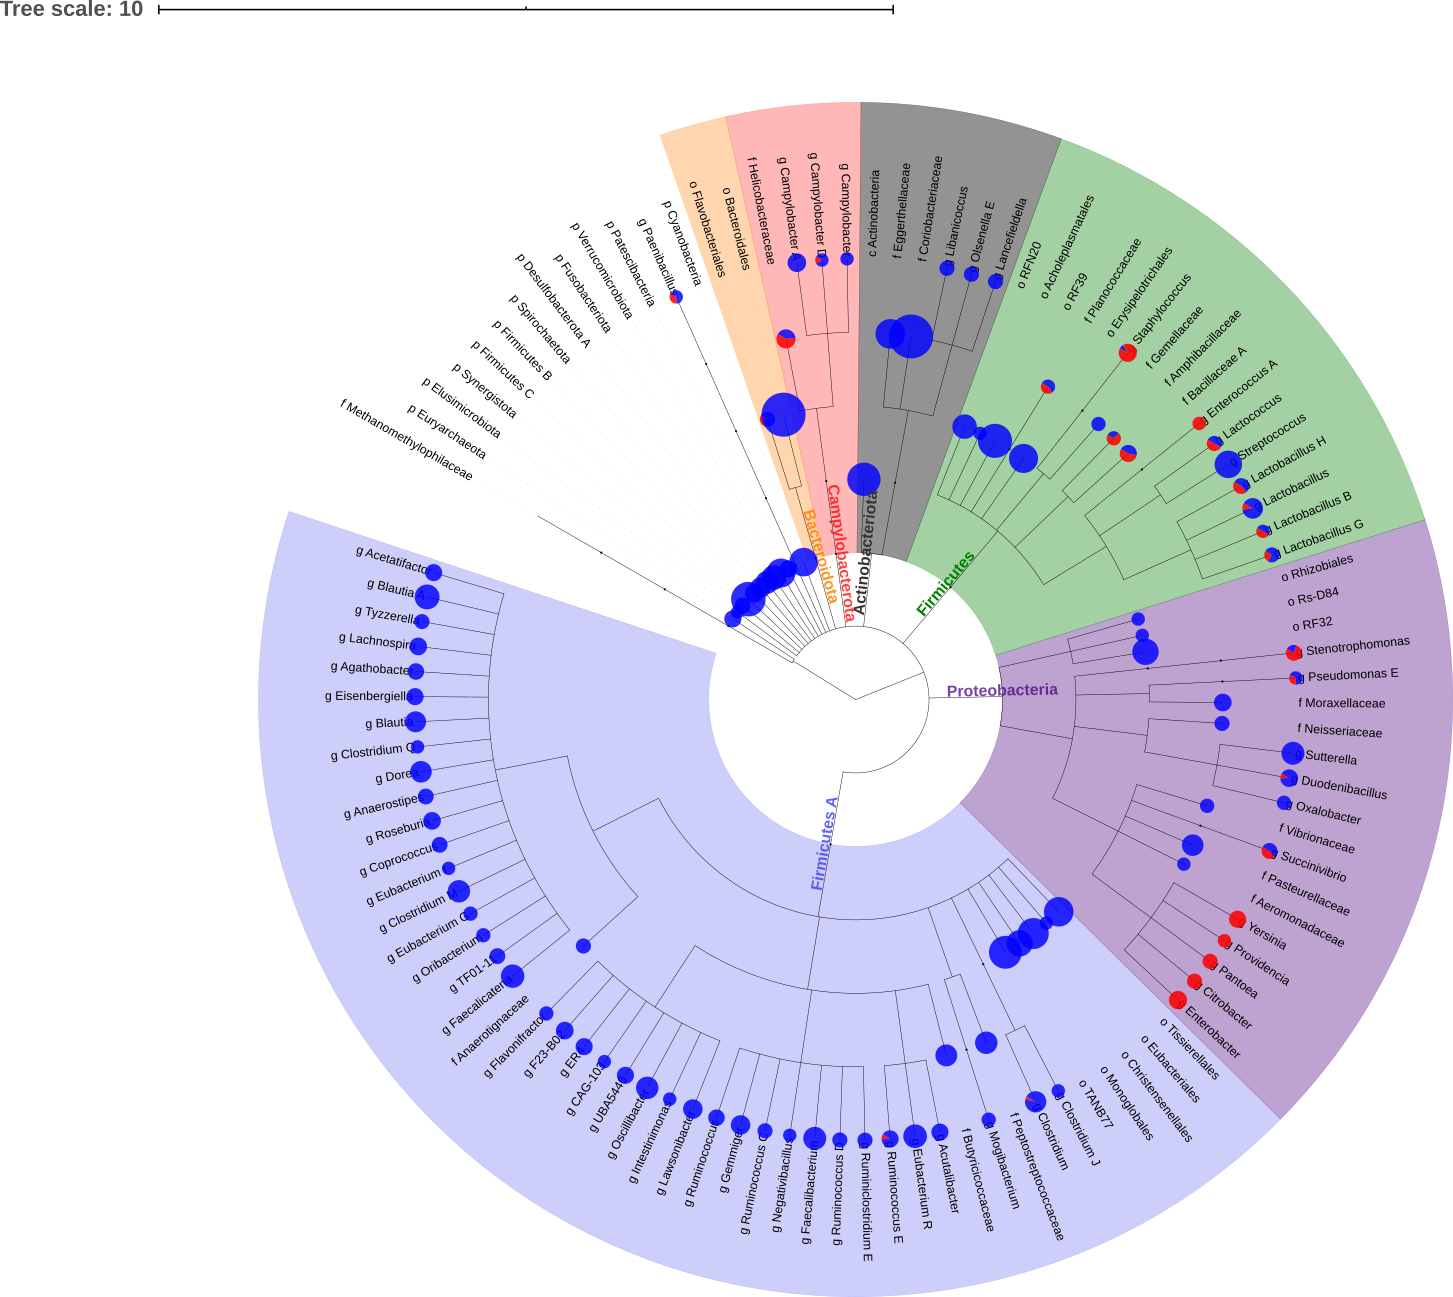 Tree scale: 10
f Methanomethylophilaceae
p Euryarchaeota
p Elusimicrobiota
p Synergistota
p Firmicutes C
p Firmicutes B
p Spirochaetota
p Desulfobacterota A
p Fusobacteriota
p Verrucomicrobiota
p Patescibacteria
g Paenibacillus
p Cyanobacteria
o Flavobacteriales
o Bacteroidales
f Helicobacteraceae
g Campylobacter A
g Campylobacter D
g Campylobacter
c Actinobacteria
f Eggerthellaceae
f Coriobacteriaceae
g Libanicoccus
g Olsenella E
g Lancefieldella
o RFN20
o Acholeplasmatales
o RF39
f Planococcaceae
o Erysipelotrichales
g Staphylococcus
f Gemellaceae
f Amphibacillaceae
f Bacillaceae A
g Enterococcus A
g Lactococcus
g Streptococcus
g Lactobacillus H
g Lactobacillus
g Lactobacillus B
g Lactobacillus G
o Rhizobiales
o Rs-D84
o RF32
g Stenotrophomonas
g Pseudomonas E
f Moraxellaceae
f Neisseriaceae
g Sutterella
g Duodenibacillus
g Oxalobacter
f Vibrionaceae
g Succinivibrio
f Pasteurellaceae
f Aeromonadaceae
g Yersinia
g Providencia
g Pantoea
g Citrobacter
g Enterobacter
o Tissierellales
o Eubacteriales
o Christensenellales
o Monoglobales
o TANB77
g Clostridium J
g Clostridium
f Peptostreptococcaceae
g Mogibacterium
f Butyricicoccaceae
g Acutalibacter
g Eubacterium R
g Ruminococcus E
g Ruminiclostridium E
g Ruminococcus D
g Faecalibacterium
g Negativibacillus
g Ruminococcus C
g Gemmiger
g Ruminococcus
g Lawsonibacter
g Intestinimonas
g Oscillibacter
g UBA5446
g CAG-103
g ER4
g F23-B02
g Flavonifractor
f Anaerotignaceae
g Faecalicatena
g TF01-11
g Oribacterium
g Eubacterium G
g Clostridium M
g Eubacterium
g Coprococcus
g Roseburia
g Anaerostipes
g Dorea
g Clostridium Q
g Blautia
g Eisenbergiella
g Agathobacter
g Lachnospira
g Tyzzerella
g Blautia A
g Acetatifactor
Bacteroidota
Campylobacterota
Actinobacteriota
Firmicutes
Proteobacteria
Firmicutes A